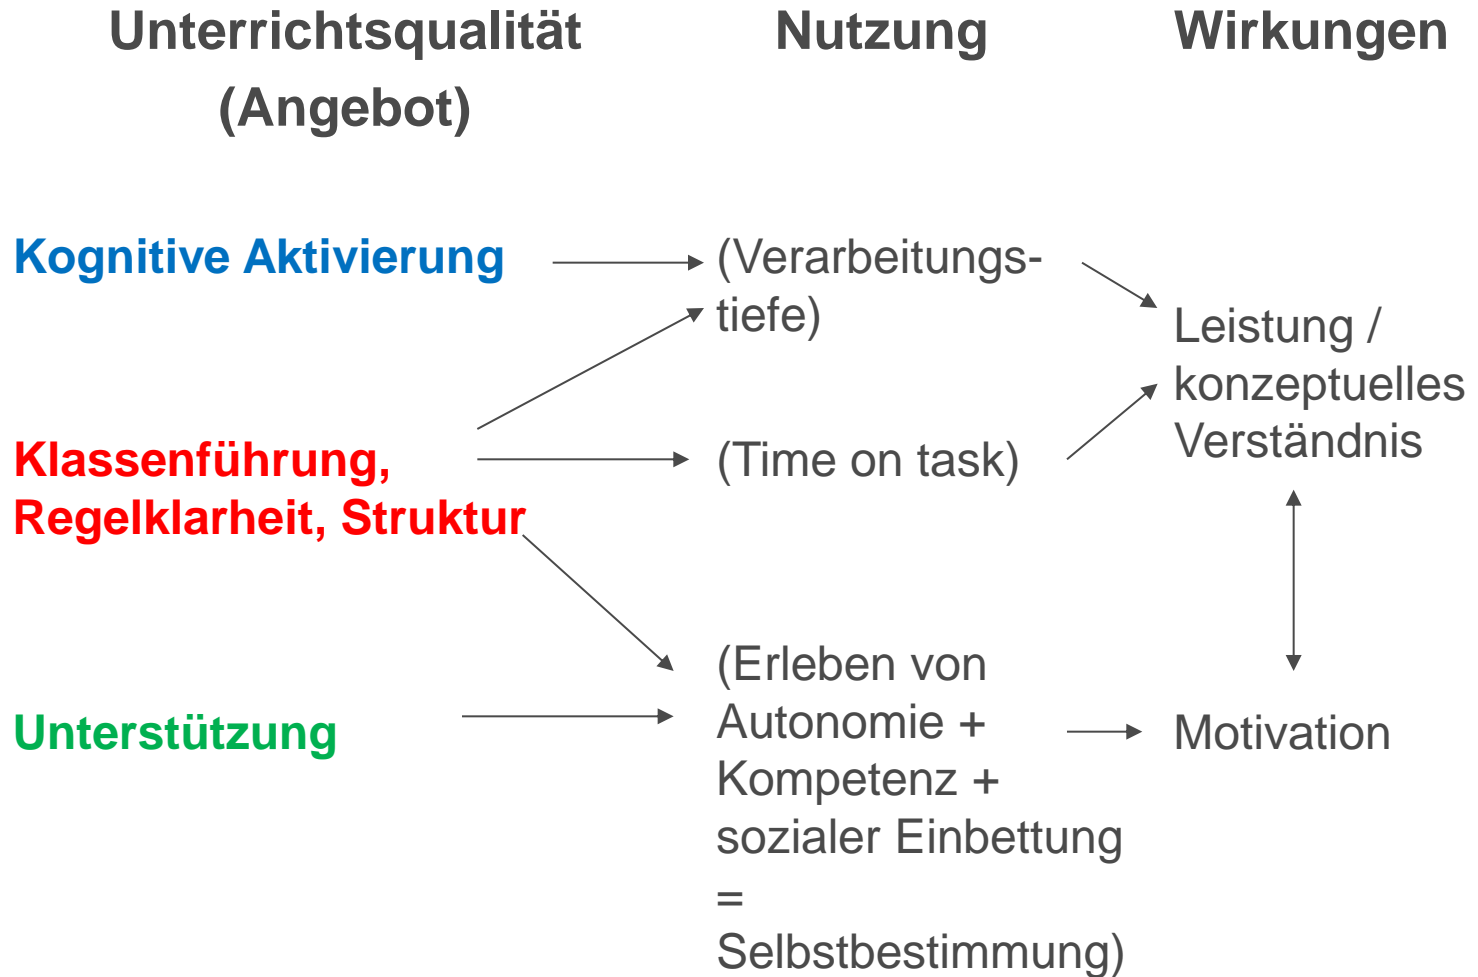 Unterrichtsqualität
(Angebot)
Nutzung
Wirkungen
Kognitive Aktivierung
(Verarbeitungs-
tiefe)
Leistung /
konzeptuelles
Verständnis
Klassenführung,
Regelklarheit, Struktur
(Time on task)
Unterstützung
(Erleben von
Autonomie +
Kompetenz +
sozialer Einbettung
=
Selbstbestimmung)
Motivation